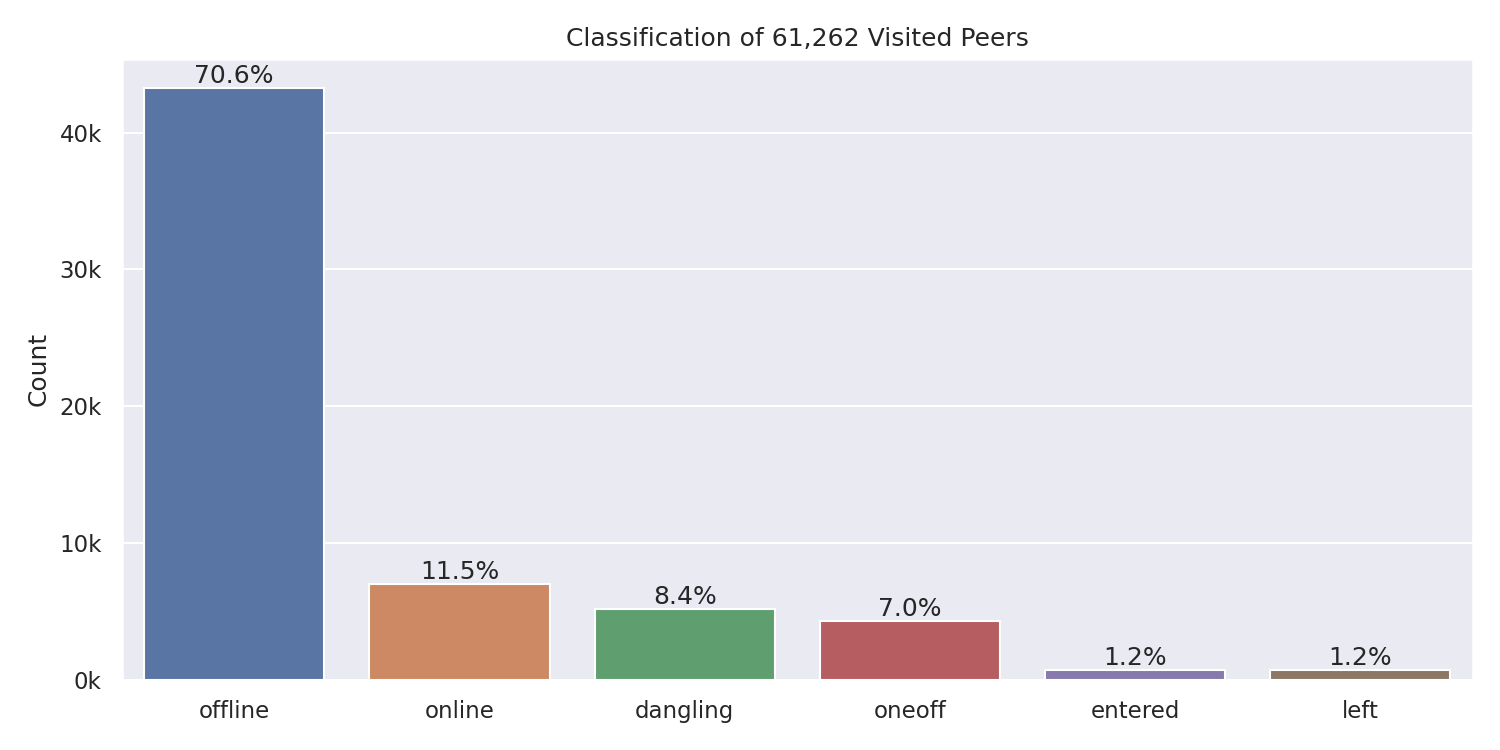 Classification of 61,262 Visited Peers
70.6%
40k
30k
Count
20k
10k
11.5%
8.4%
7.0%
1.2%
1.2%
0k
offline
online
dangling
oneoff
entered
left